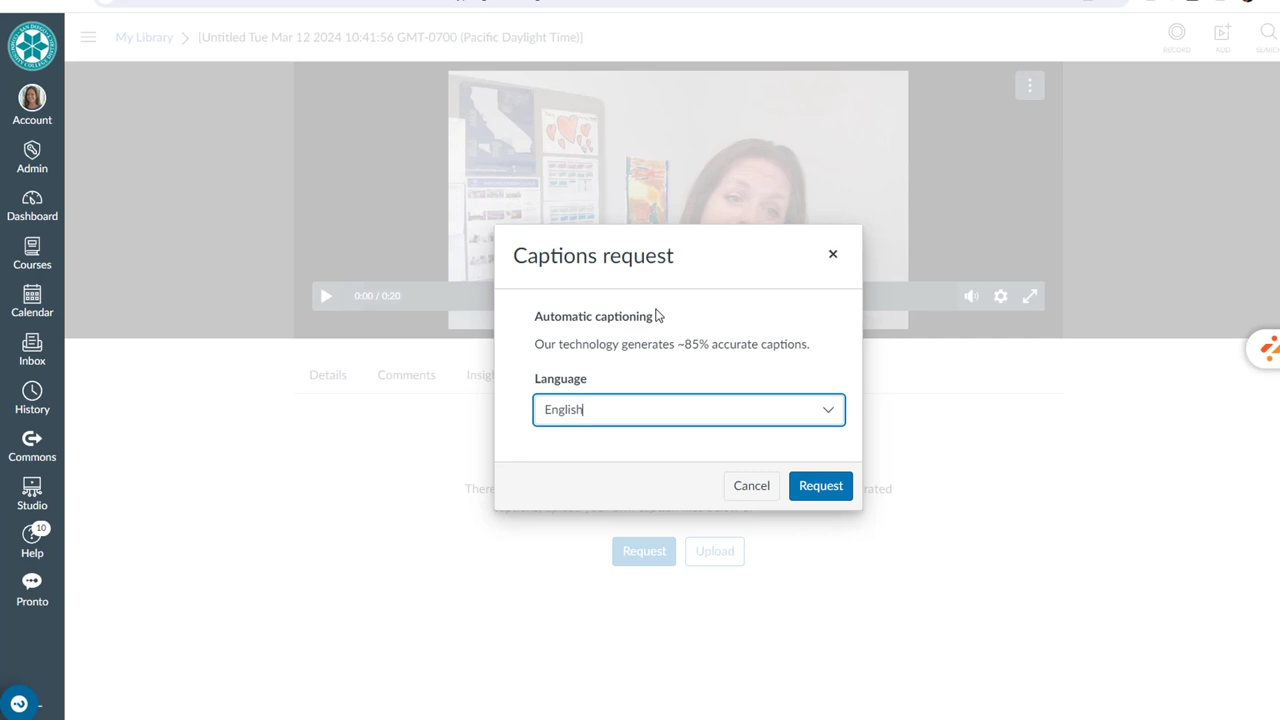 My Library
[Untitled Tue Mar 12 2024 10:41:56 GMT-0700 (Pacific Daylight Time)]
RECORD
ADD
Account
Admin
Dashboard
Courses
Calendar
Inbox
History
Commons
Studio
10
Help
Pronto
0:00 / 0:20
Details
Comments
Captions request
Automatic captioning
Our technology generates ~85% accurate captions.
Language
English
Cancel
Request
Request
Upload